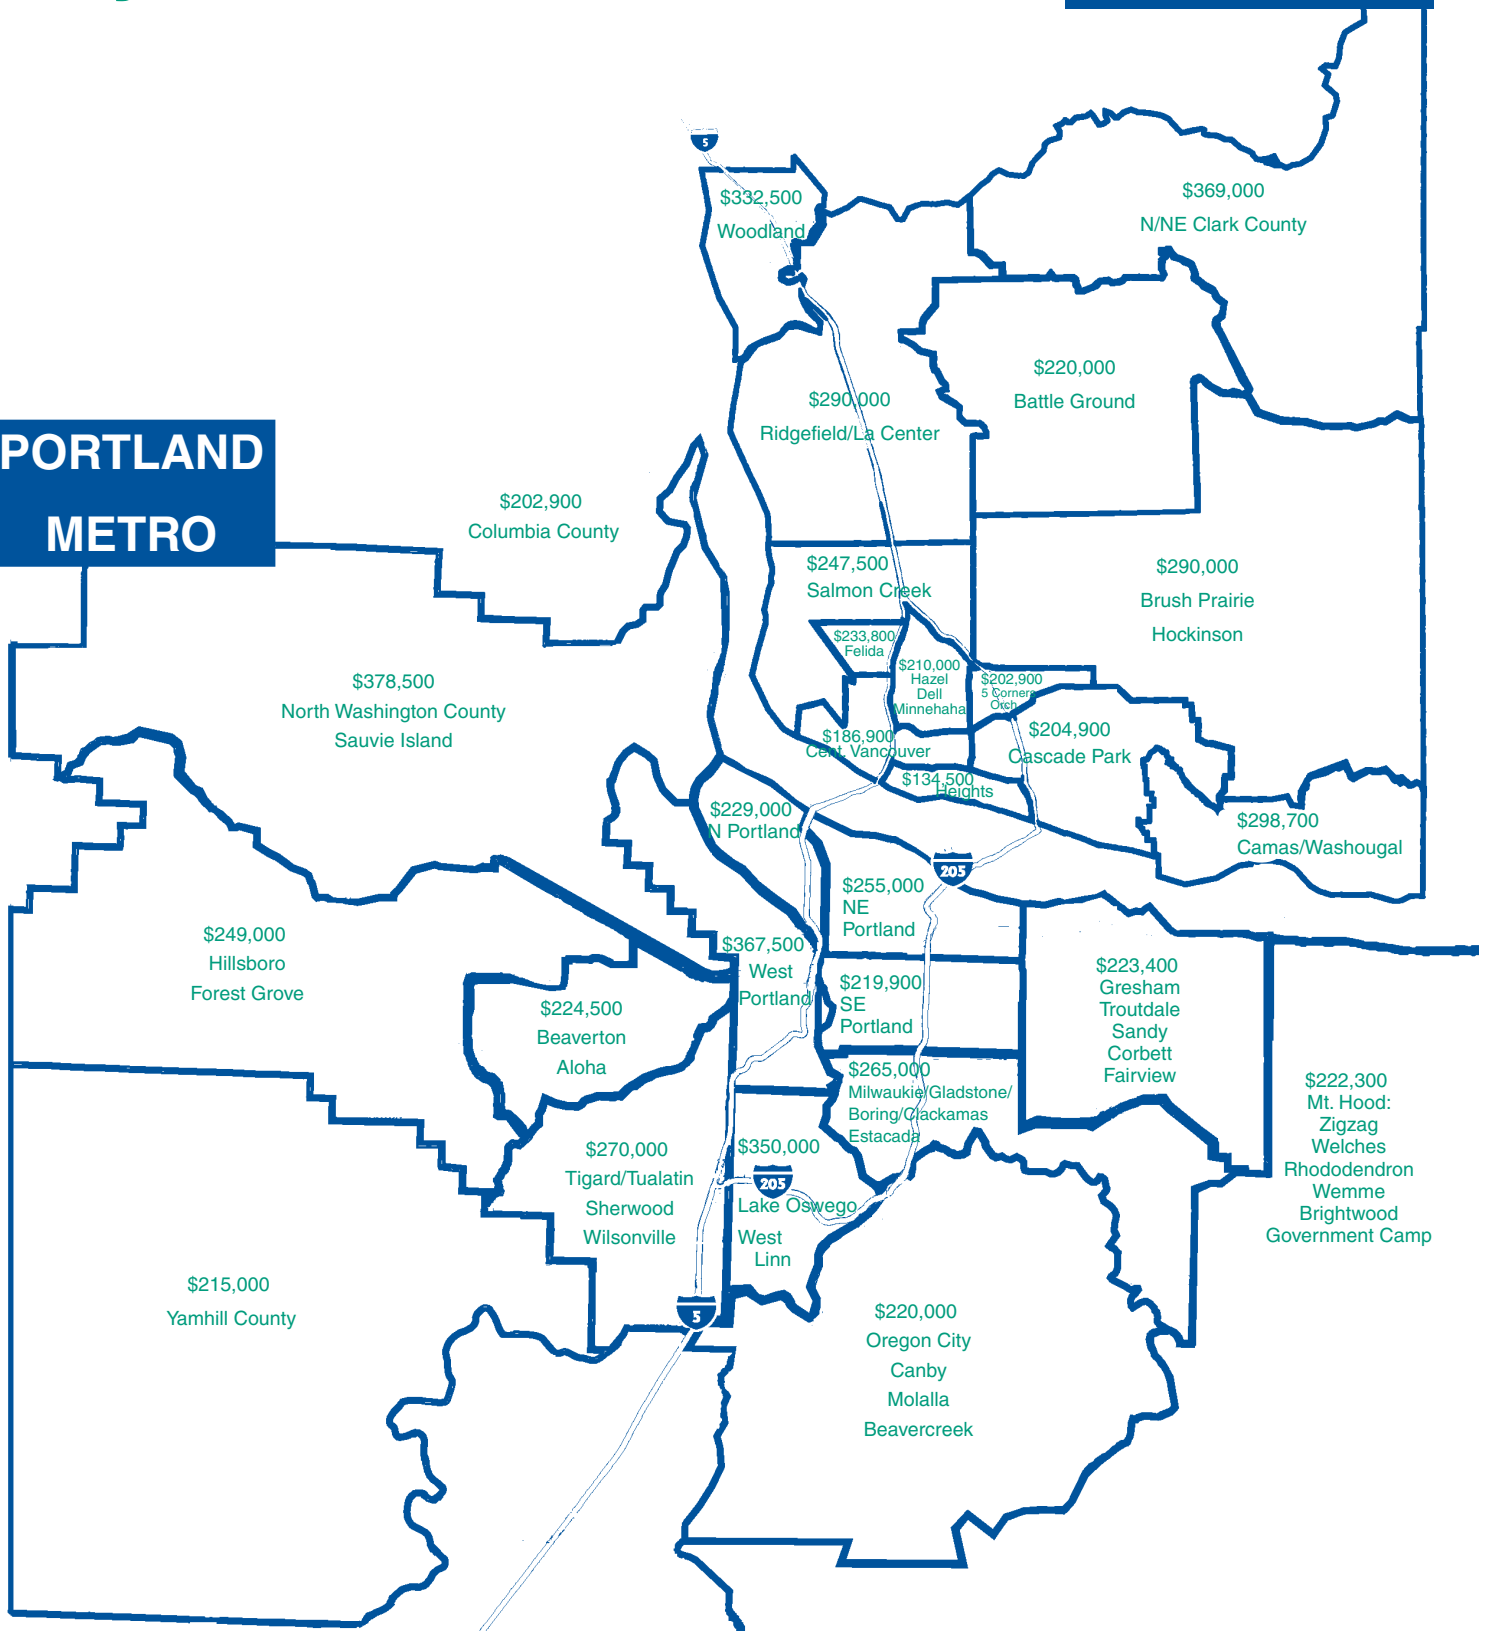 5
$332,500
Woodland
$369,000
N/NE Clark County
$220,000
Battle Ground
$290,000
Ridgefield/La Center
PORTLAND
METRO
$202,900
Columbia County
$247,500
Salmon Creek
$290,000
Brush Prairie
Hockinson
$233,800
Felida
$210,000
Hazel
Dell
Minnehaha
$202,900
5 Corners
Orch
$378,500
North Washington County
Sauvie Island
$186,900
Cent. Vancouver
$204,900
Cascade Park
$134,500
Heights
$229,000
N Portland
$298,700
Camas/Washougal
205
$255,000
NE
Portland
$249,000
Hillsboro
Forest Grove
$367,500
West
Portland
$219,900
SE
Portland
$223,400
Gresham
Troutdale
Sandy
Corbett
Fairview
$224,500
Beaverton
Aloha
$265,000
Milwaukie/Gladstone/
Boring/Clackamas
Estacada
$222,300
Mt. Hood:
Zigzag
Welches
Rhododendron
Wemme
Brightwood
Government Camp
$270,000
Tigard/Tualatin
Sherwood
Wilsonville
$350,000
205
Lake Oswego
West
Linn
$215,000
Yamhill County
5
$220,000
Oregon City
Canby
Molalla
Beavercreek